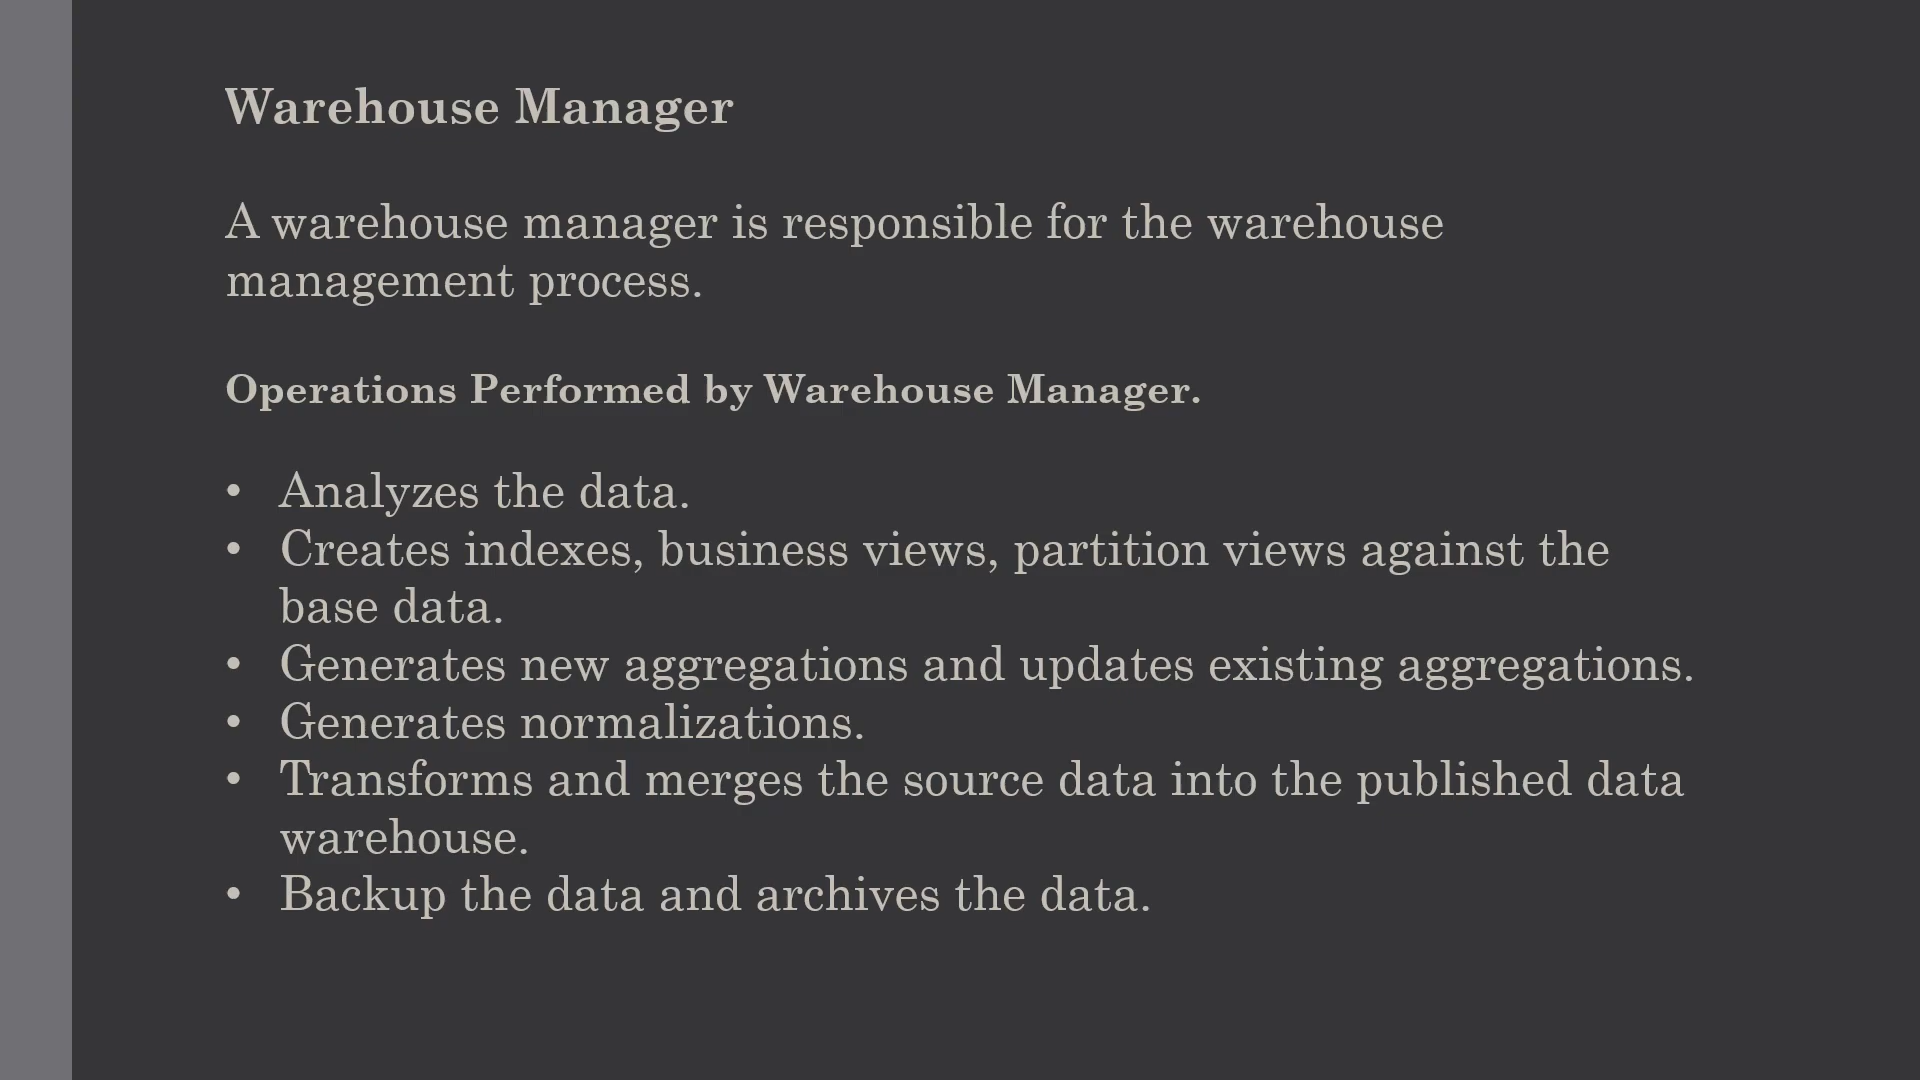 Warehouse Manager
A warehouse manager is responsible for the warehouse
management process.
Operations Performed by Warehouse Manager.
• Analyzes the data.
• Creates indexes, business views, partition views against the
base data.
• Generates new aggregations and updates existing aggregations.
• Generates normalizations.
• Transforms and merges the source data into the published data
warehouse.
• Backup the data and archives the data.